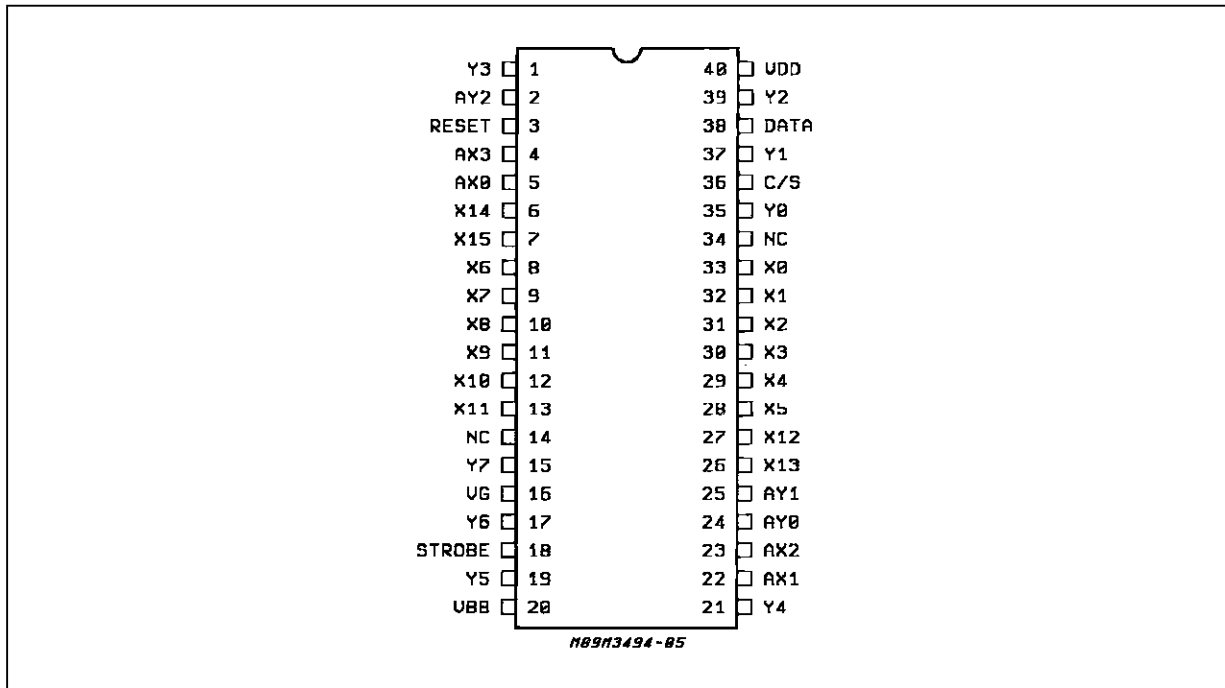 Y3 1 40 VDD
AY2 2 39 Y2
RESET 3 38 DATA
AX3 4 37 Y1
AX0 5 36 C/S
X14 6 35 Y0
X15 7 34 NC
X6 8 33 X0
X7 9 32 X1
X8 10 31 X2
X9 11 30 X3
X10 12 29 X4
X11 13 28 X5
NC 14 27 X12
Y7 15 26 X13
VG 16 25 AY1
Y6 17 24 AY0
STROBE 18 23 AX2
Y5 19 22 AX1
VBB 20 21 Y4
M89M3494-05